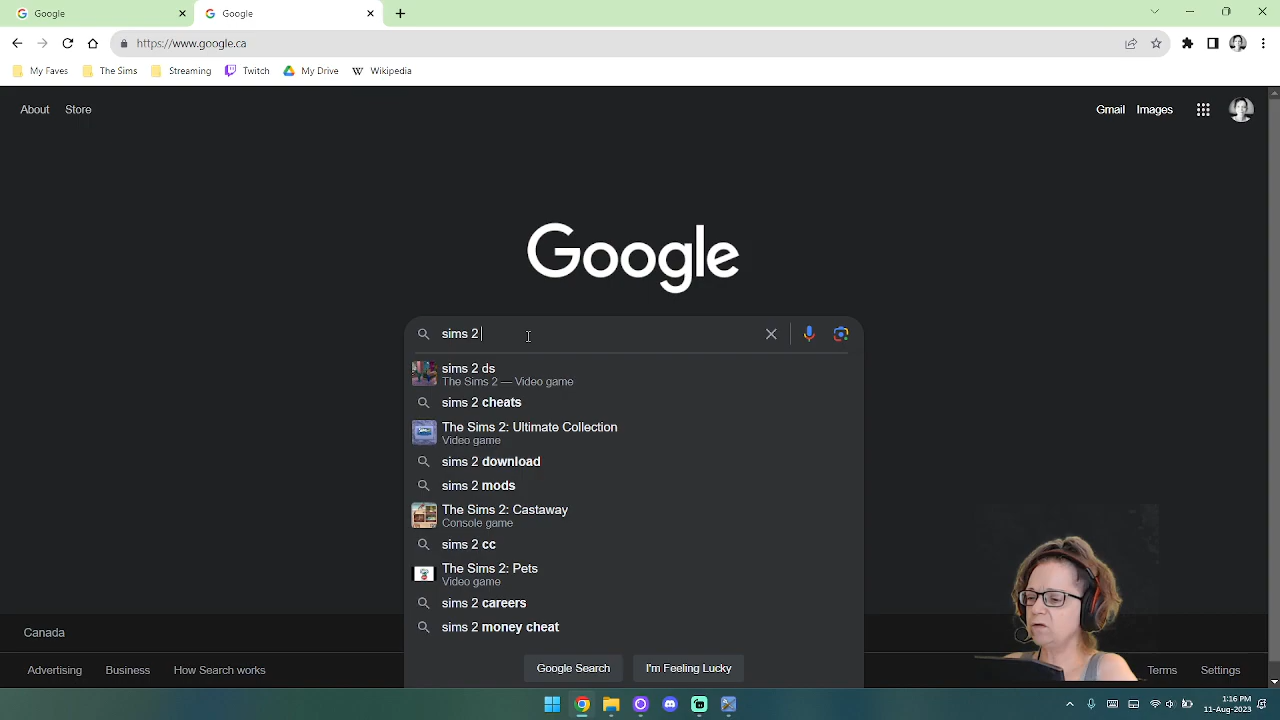 Google
Google
https://www.google.ca
My Faves
The Sims
Streaming
Twitch
My Drive
Wikipedia
About
Store
Gmail
Images
Google
sims 2
sims 2 ds
The Sims 2 — Video game
sims 2 cheats
The Sims 2: Ultimate Collection
Video game
sims 2 download
sims 2 mods
The Sims 2: Castaway
Console game
sims 2 cc
The Sims 2: Pets
Video game
sims 2 careers
sims 2 money cheat
Google Search
I'm Feeling Lucky
Canada
Advertising
Business
How Search works
Terms
Settings
1:16 PM
11-Aug-2023